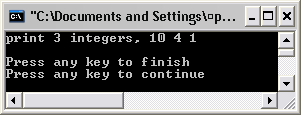 "C:\Documents and Settings\¤p...
print 3 integers, 10 4 1
Press any key to finish
Press any key to continue